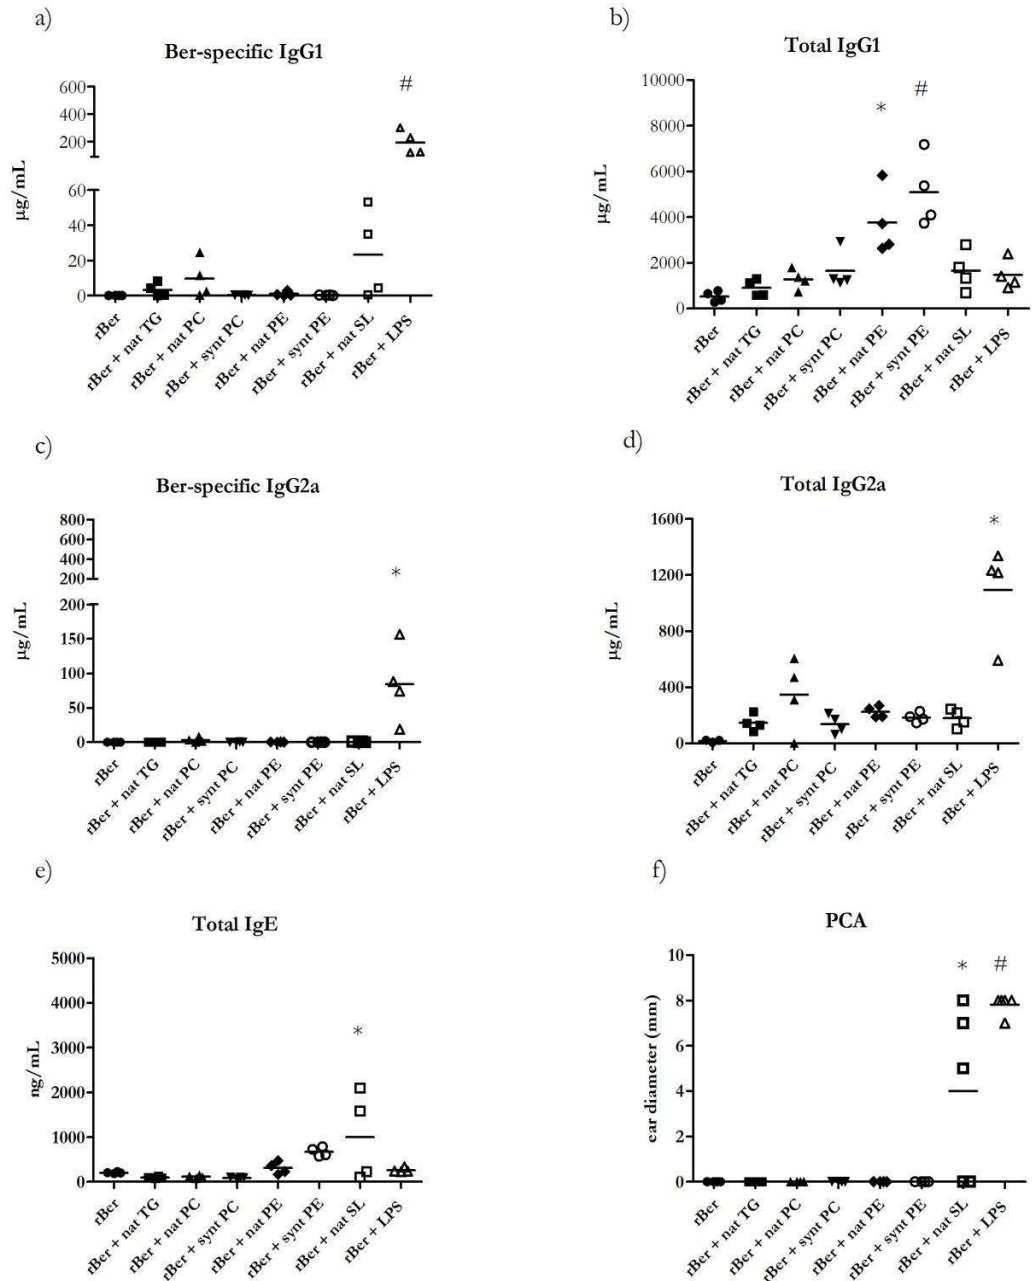 a)
Ber-specific IgG1
#
600
400
200
60
40
20
0
µg/mL
rBer
rBer + nat TG
rBer + nat PC
rBer + synt PC
rBer + nat PE
rBer + synt PE
rBer + nat SL
rBer + LPS
b)
Total IgG1
* #
10000
8000
6000
4000
2000
0
µg/mL
rBer
rBer + nat TG
rBer + nat PC
rBer + synt PC
rBer + nat PE
rBer + synt PE
rBer + nat SL
rBer + LPS
c)
Ber-specific IgG2a
*
800
600
400
200
200
150
100
50
0
µg/mL
rBer
rBer + nat TG
rBer + nat PC
rBer + synt PC
rBer + nat PE
rBer + synt PE
rBer + nat SL
rBer + LPS
d)
Total IgG2a
*
1600
1200
800
400
0
µg/mL
rBer
rBer + nat TG
rBer + nat PC
rBer + synt PC
rBer + nat PE
rBer + synt PE
rBer + nat SL
rBer + LPS
e)
Total IgE
*
5000
4000
3000
2000
1000
0
ng/mL
rBer
rBer + nat TG
rBer + nat PC
rBer + synt PC
rBer + nat PE
rBer + synt PE
rBer + nat SL
rBer + LPS
f)
PCA
* #
10
8
6
4
2
0
ear diameter (mm)
rBer
rBer + nat TG
rBer + nat PC
rBer + synt PC
rBer + nat PE
rBer + synt PE
rBer + nat SL
rBer + LPS